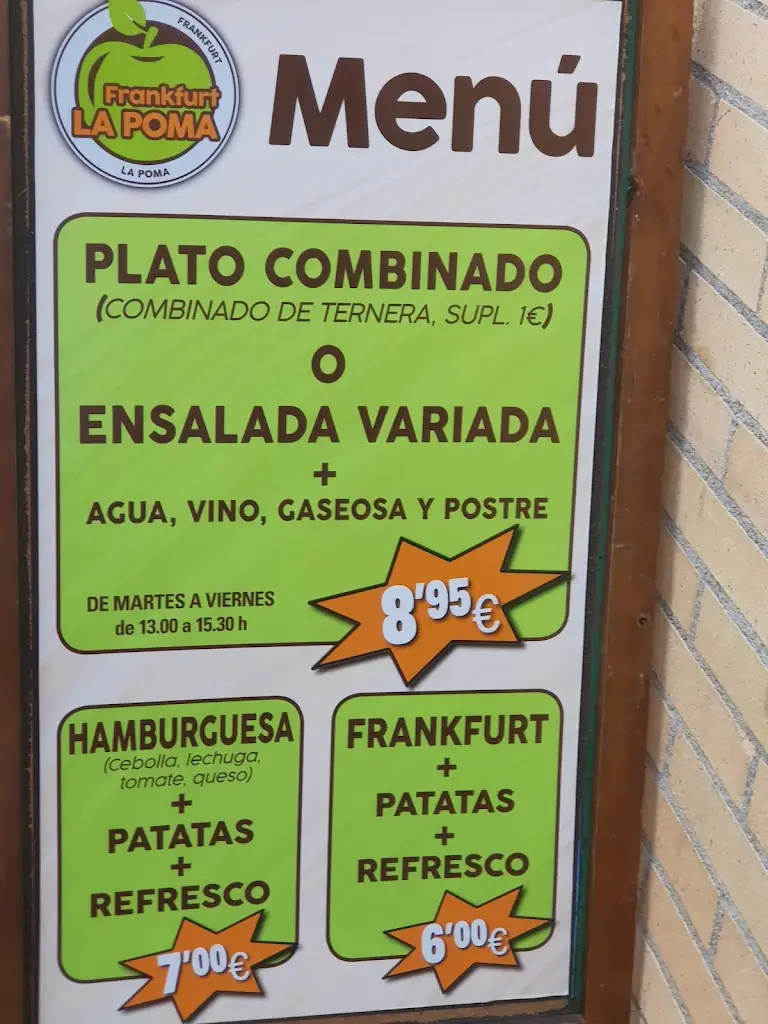 FRANKFURT
Frankfurt
LA POMA
LA POMA
Menú
PLATO COMBINADO
(COMBINADO DE TERNERA, SUPL. 1€)
O
ENSALADA VARIADA
+
AGUA, VINO, GASEOSA Y POSTRE
DE MARTES A VIERNES
de 13.00 a 15.30 h
8'95€
HAMBURGUESA
(Cebolla, lechuga,
tomate, queso)
+
PATATAS
+
REFRESCO
7'00€
FRANKFURT
+
PATATAS
+
REFRESCO
6'00€